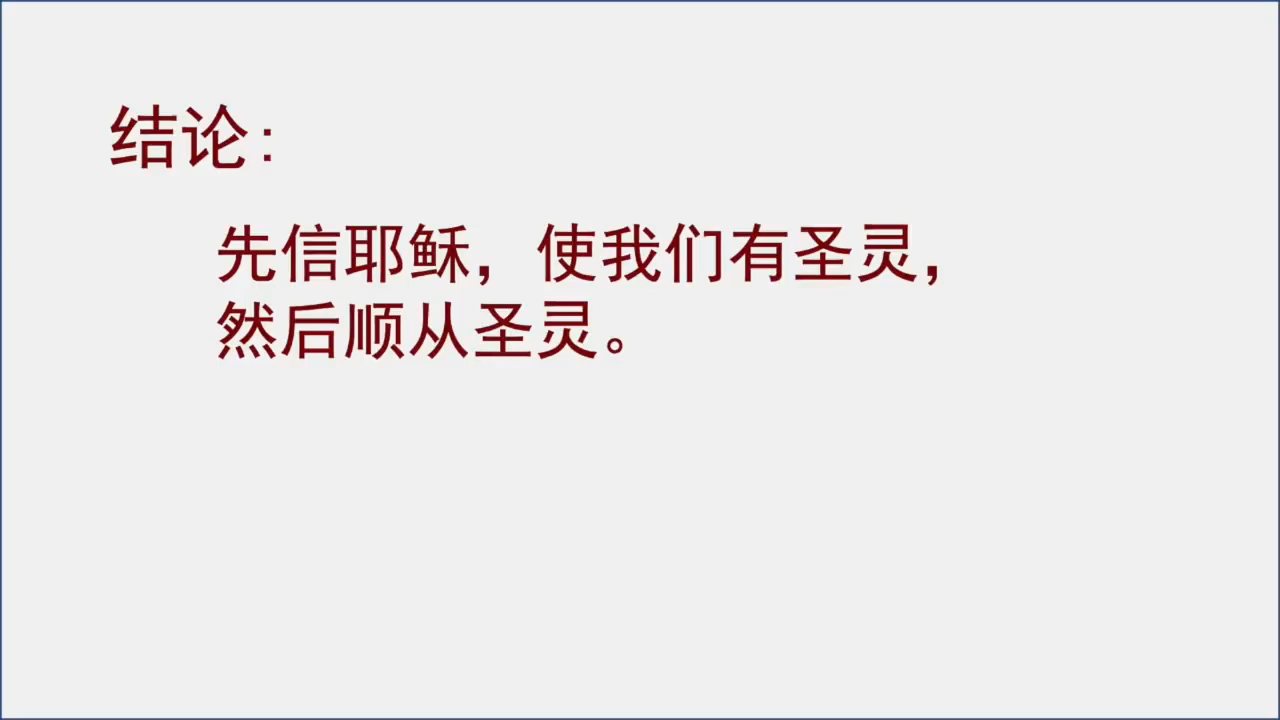 结论:
先信耶稣，使我们有圣灵，
然后顺从圣灵。